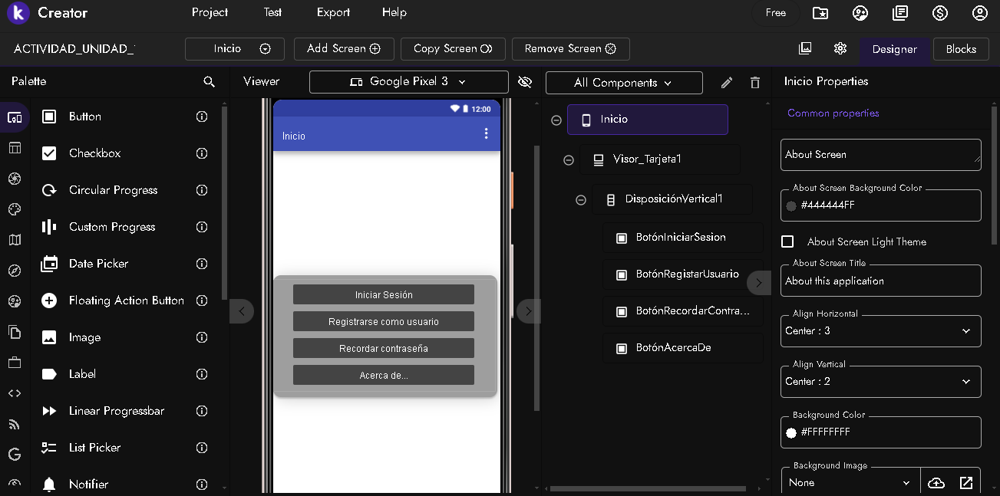 Creator
Project
Test
Export
Help
Free
ACTIVIDAD_UNIDAD_
Inicio
Add Screen
Copy Screen
Remove Screen
Designer
Blocks
Palette
Viewer
Google Pixel 3
All Components
Inicio Properties
Button
Checkbox
Circular Progress
Custom Progress
Date Picker
Floating Action Button
Image
Label
Linear Progressbar
List Picker
Notifier
12:00
Inicio
Iniciar Sesión
Registrarse como usuario
Recordar contraseña
Acerca de...
Inicio
Visor_Tarjeta1
DisposiciónVertical1
BotónIniciarSesion
BotónRegistarUsuario
BotónRecordarContra...
BotónAcercaDe
Common properties
About Screen
About Screen Background Color
#444444FF
About Screen Light Theme
About Screen Title
About this application
Align Horizontal
Center : 3
Align Vertical
Center : 2
Background Color
#FFFFFFFF
Background Image
None